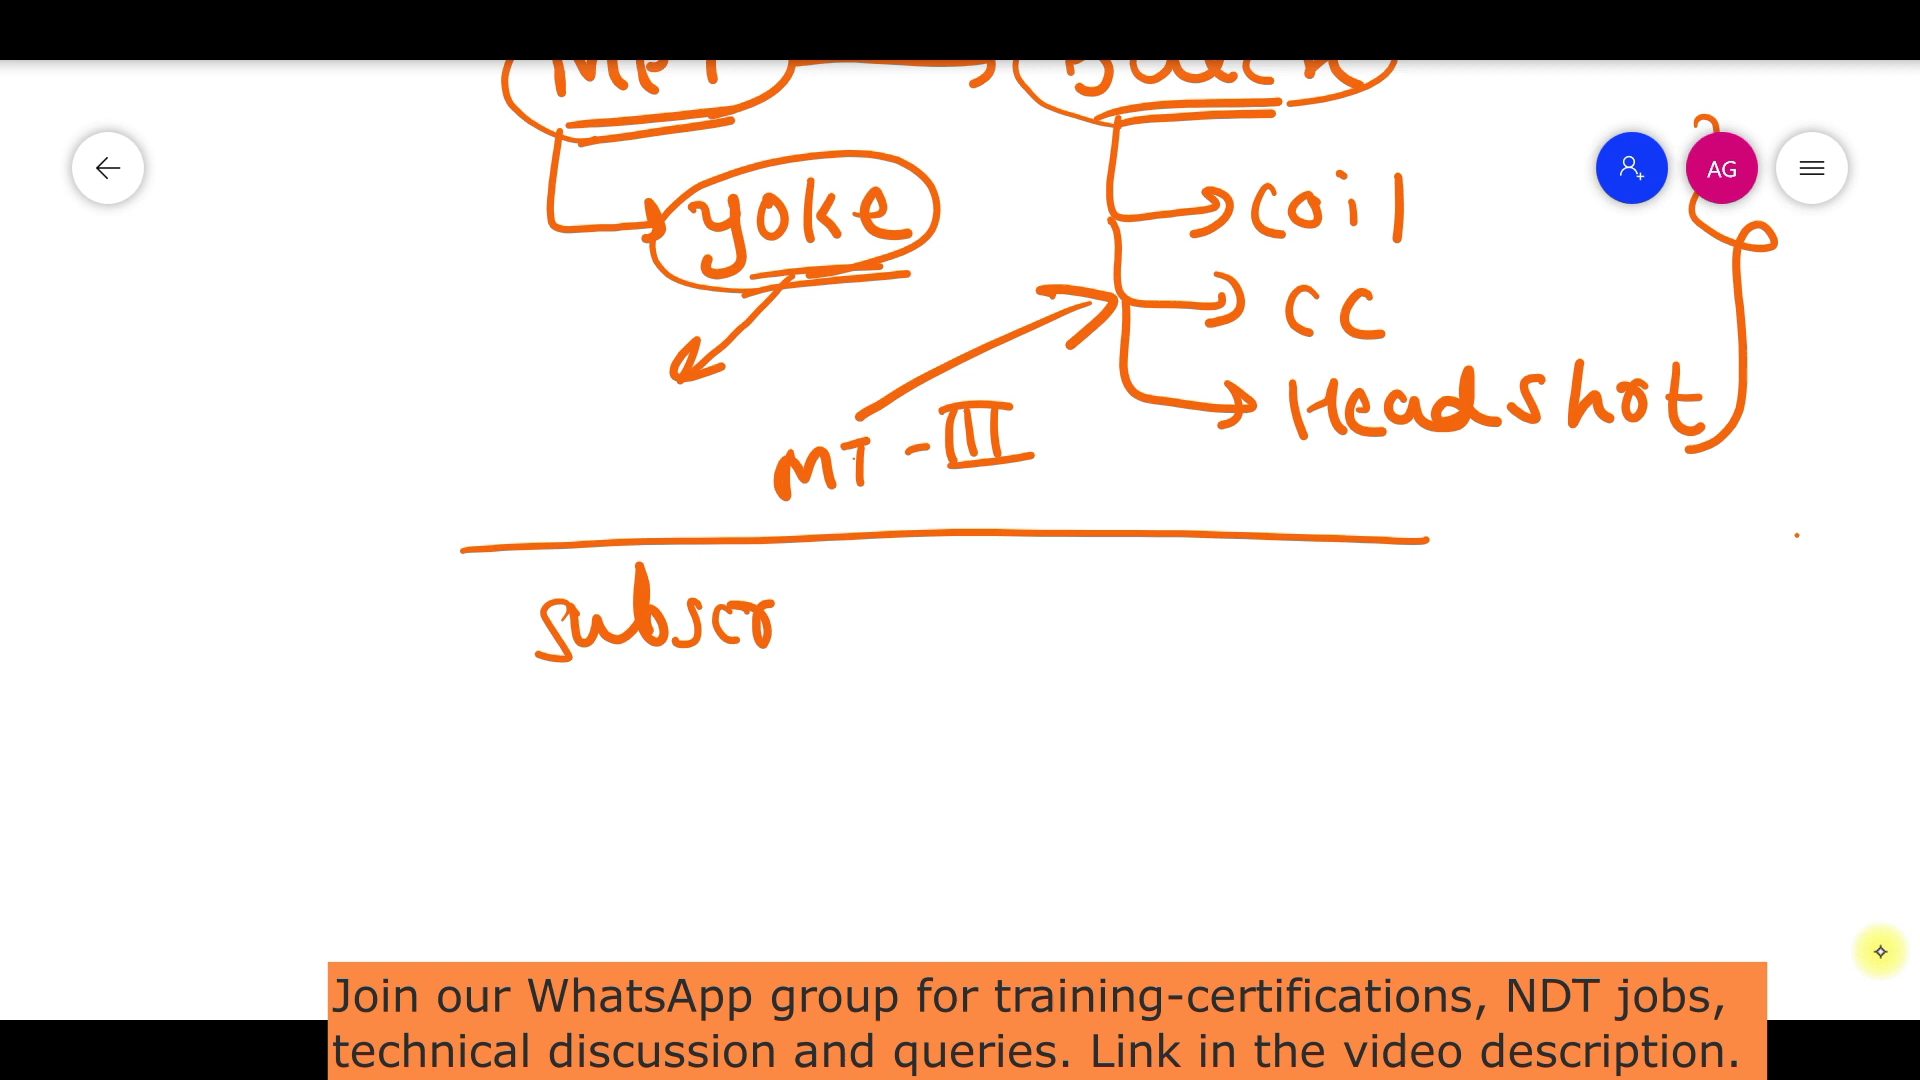 MPT
coil
AG
yoke
CC
Headshot
MT-III
subscr
Join our WhatsApp group for training-certifications, NDT jobs,
technical discussion and queries. Link in the video description.